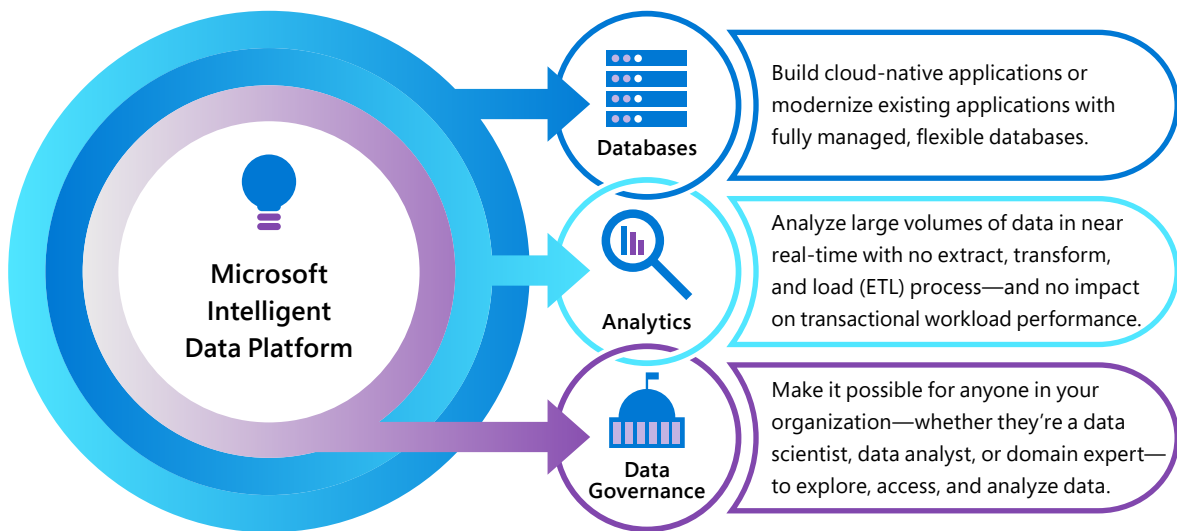 Microsoft
Intelligent
Data Platform
Databases
Build cloud-native applications or
modernize existing applications with
fully managed, flexible databases.
Analytics
Analyze large volumes of data in near
real-time with no extract, transform,
and load (ETL) process—and no impact
on transactional workload performance.
Data
Governance
Make it possible for anyone in your
organization—whether they’re a data
scientist, data analyst, or domain expert—
to explore, access, and analyze data.